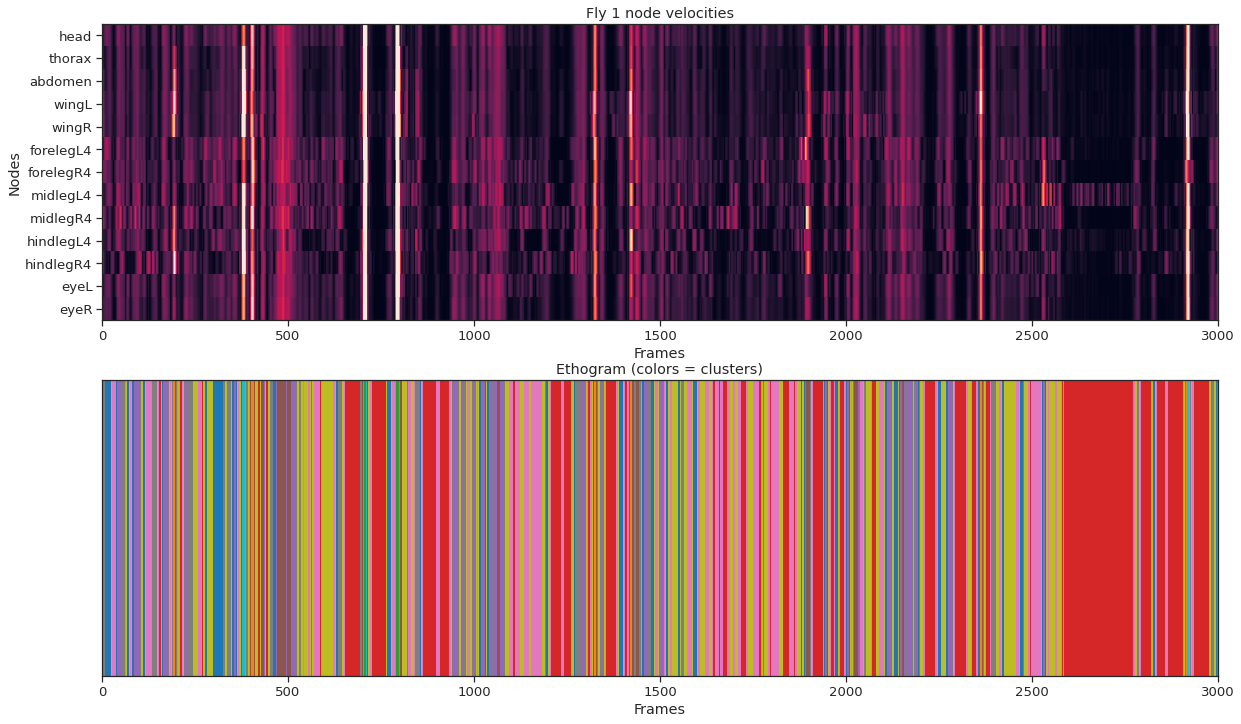 Fly 1 node velocities
head
thorax
abdomen
wingL
wingR
forelegL4
forelegR4
midlegL4
midlegR4
hindlegL4
hindlegR4
eyeL
eyeR
Nodes
0 500 1000 1500 2000 2500 3000
Frames
Ethogram (colors = clusters)
0 500 1000 1500 2000 2500 3000
Frames